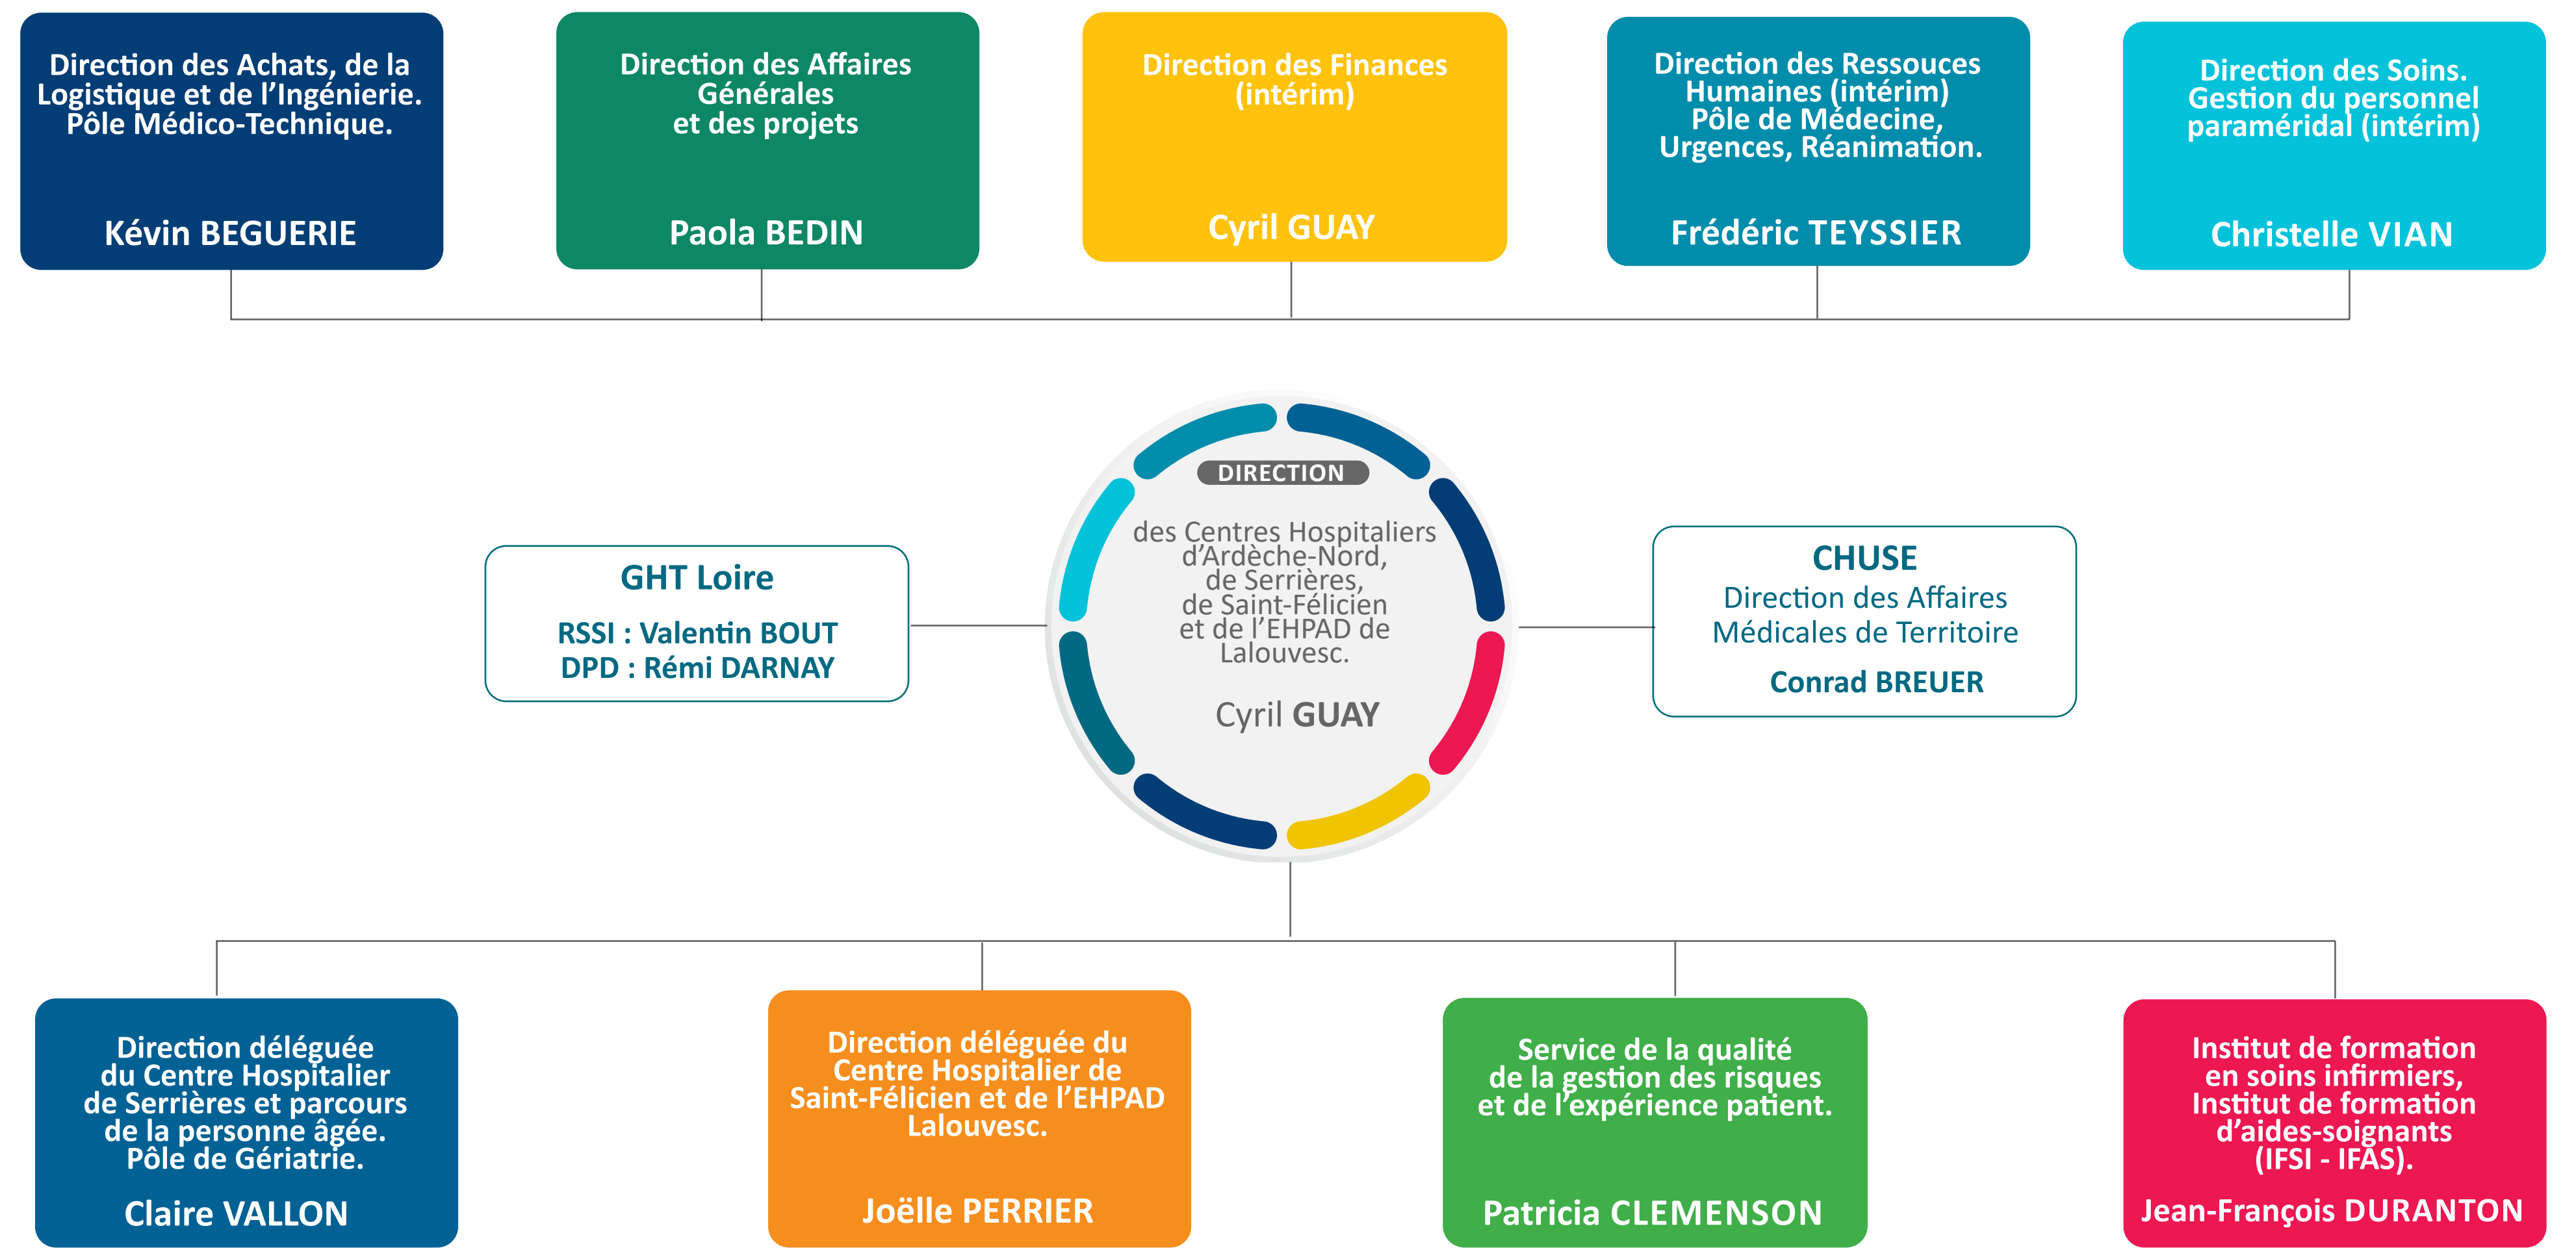 Direction des Achats, de la
Logistique et de l’Ingénierie.
Pôle Médico-Technique.
Kévin BEGUERIE
Direction des Affaires
Générales
et des projets
Paola BEDIN
Direction des Finances
(intérim)
Cyril GUAY
Direction des Ressouces
Humaines (intérim)
Pôle de Médecine,
Urgences, Réanimation.
Frédéric TEYSSIER
Direction des Soins.
Gestion du personnel
paraméridal (intérim)
Christelle VIAN
GHT Loire
RSSI : Valentin BOUT
DPD : Rémi DARNAY
DIRECTION
des Centres Hospitaliers
d’Ardèche-Nord,
de Serrières,
de Saint-Félicien
et de l’EHPAD de
Lalouvesc.
Cyril GUAY
CHUSE
Direction des Affaires
Médicales de Territoire
Conrad BREUER
Direction déléguée
du Centre Hospitalier
de Serrières et parcours
de la personne âgée.
Pôle de Gériatrie.
Claire VALLON
Direction déléguée du
Centre Hospitalier de
Saint-Félicien et de l’EHPAD
Lalouvesc.
Joëlle PERRIER
Service de la qualité
de la gestion des risques
et de l’expérience patient.
Patricia CLEMENSON
Institut de formation
en soins infirmiers,
Institut de formation
d’aides-soignants
(IFSI - IFAS).
Jean-François DURANTON